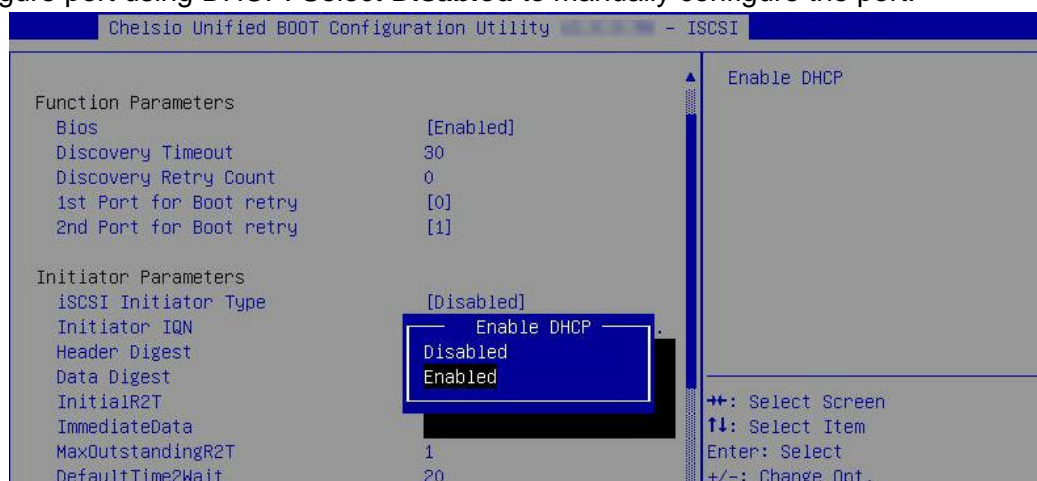 gure port using DHCP. Select Disabled to manually configure the port.
Chelsio Unified BOOT Configuration Utility - ISCSI
Function Parameters
Bios [Enabled]
Discovery Timeout 30
Discovery Retry Count 0
1st Port for Boot retry [0]
2nd Port for Boot retry [1]
Initiator Parameters
iSCSI Initiator Type [Disabled]
Initiator IQN
Header Digest
Data Digest
InitialR2T
ImmediateData
MaxOutstandingR2T 1
DefaultTime2Wait 20
Enable DHCP
Disabled
Enabled
Enable DHCP
→←: Select Screen
↑↓: Select Item
Enter: Select
+/-: Change Opt.